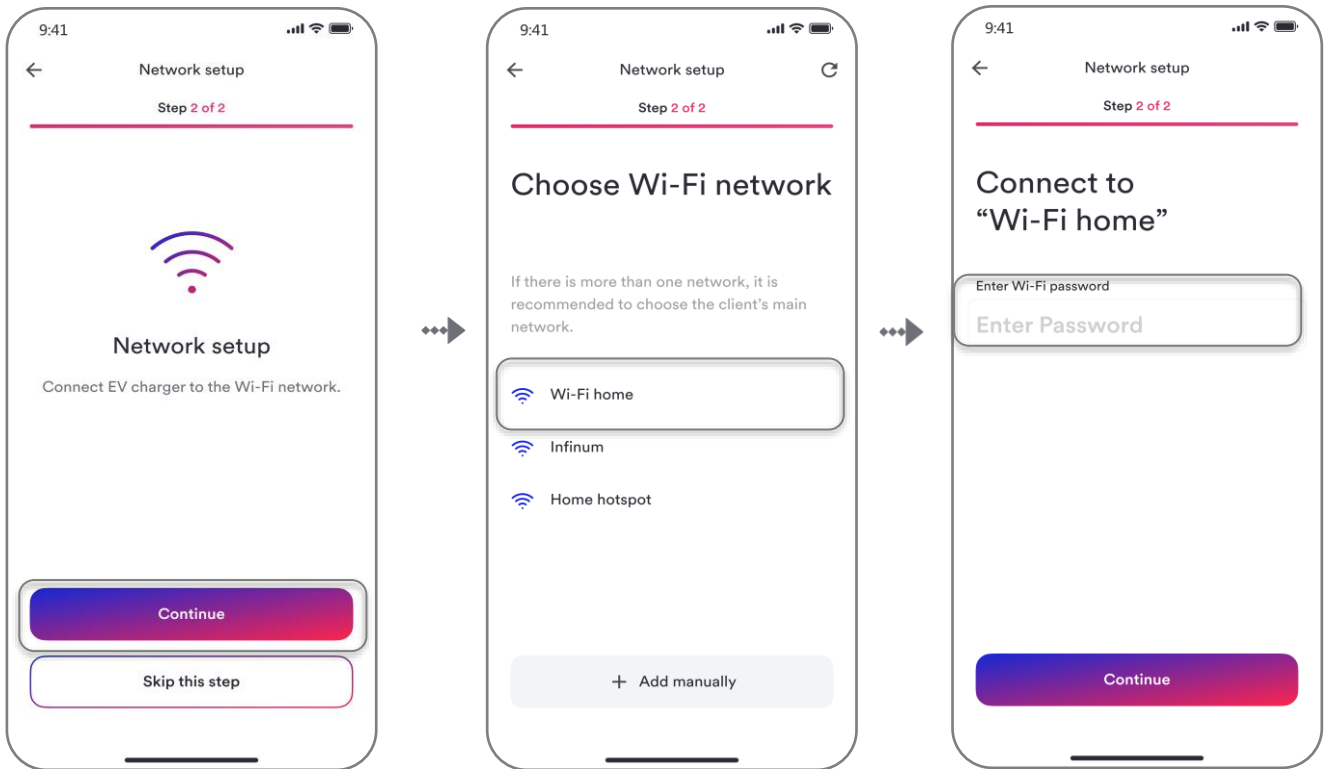 9:41
Network setup
Step 2 of 2
Network setup
Connect EV charger to the Wi-Fi network.
Continue
Skip this step
9:41
Network setup
Step 2 of 2
Choose Wi-Fi network
If there is more than one network, it is
recommended to choose the client's main
network.
Wi-Fi home
Infinum
Home hotspot
+ Add manually
9:41
Network setup
Step 2 of 2
Connect to
“Wi-Fi home”
Enter Wi-Fi password
Enter Password
Continue